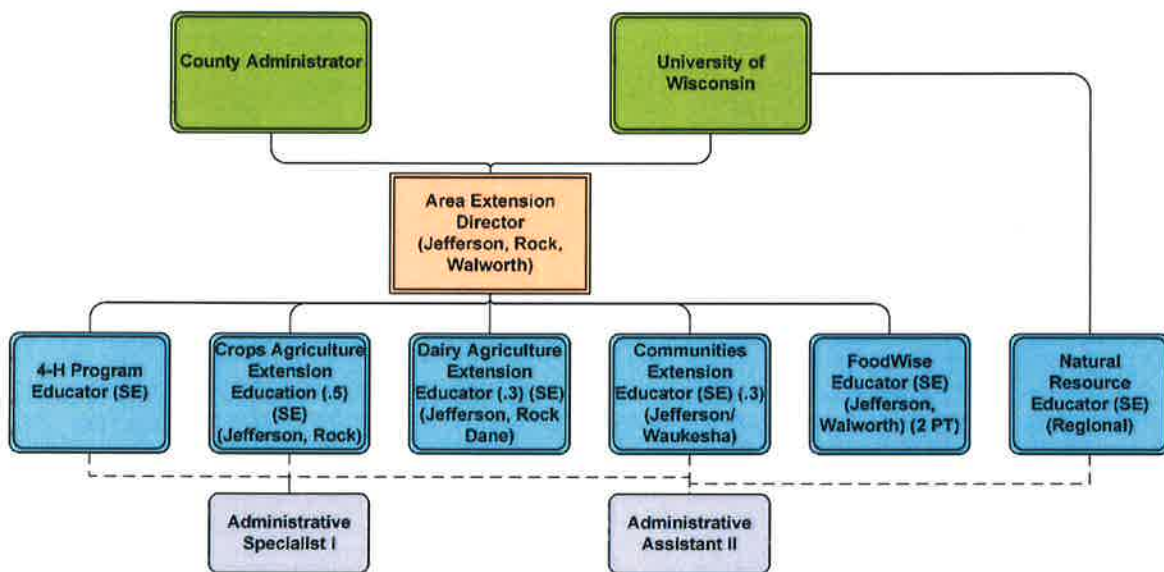 County Administrator
University of
Wisconsin
Area Extension
Director
(Jefferson, Rock,
Walworth)
4-H Program
Educator (SE)
Crops Agriculture
Extension
Education (.5)
(SE)
(Jefferson, Rock)
Dairy Agriculture
Extension
Educator (.3) (SE)
(Jefferson, Rock
Dane)
Communities
Extension
Educator (SE) (.3)
(Jefferson/
Waukesha)
FoodWise
Educator (SE)
(Jefferson,
Walworth) (2 PT)
Natural
Resource
Educator (SE)
(Regional)
Administrative
Specialist I
Administrative
Assistant II